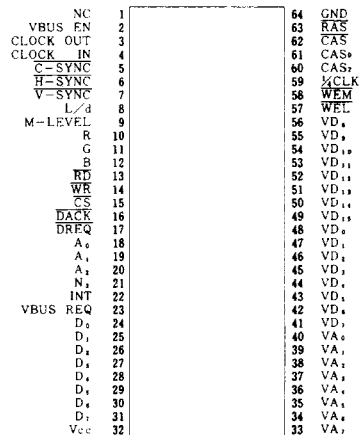 NC 1 64 GND
VBUS EN 2 63 RAS
CLOCK OUT 3 62 CAS
CLOCK IN 4 61 CAS
C-SYNC 5 60 CAS
H-SYNC 6 59 ¼CLK
V-SYNC 7 58 WEM
L/d 8 57 WEL
M-LEVEL 9 56 VD₈
R 10 55 VD₉
G 11 54 VD₁₀
B 12 53 VD₁₁
RD 13 52 VD₁₂
WR 14 51 VD₁₃
CS 15 50 VD₁₄
DACK 16 49 VD₁₅
DREQ 17 48 VD₀
A₀ 18 47 VD₁
A₁ 19 46 VD₂
A₂ 20 45 VD₃
N₃ 21 44 VD₄
INT 22 43 VD₅
VBUS REQ 23 42 VD₆
D₀ 24 41 VD₇
D₁ 25 40 VA₀
D₂ 26 39 VA₁
D₃ 27 38 VA₂
D₄ 28 37 VA₃
D₅ 29 36 VA₄
D₆ 30 35 VA₅
D₇ 31 34 VA₆
Vcc 32 33 VA₇